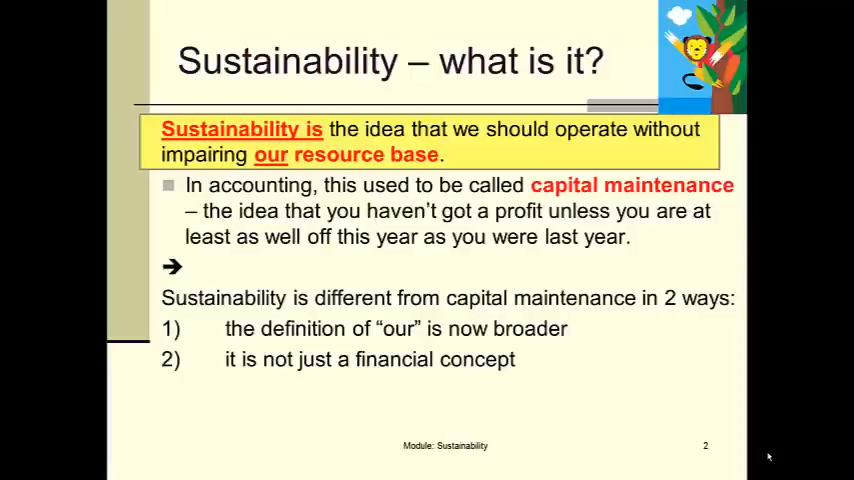 Sustainability – what is it?
Sustainability is the idea that we should operate without
impairing our resource base.
In accounting, this used to be called capital maintenance
– the idea that you haven't got a profit unless you are at
least as well off this year as you were last year.
➔
Sustainability is different from capital maintenance in 2 ways:
1) the definition of “our” is now broader
2) it is not just a financial concept
Module: Sustainability
2